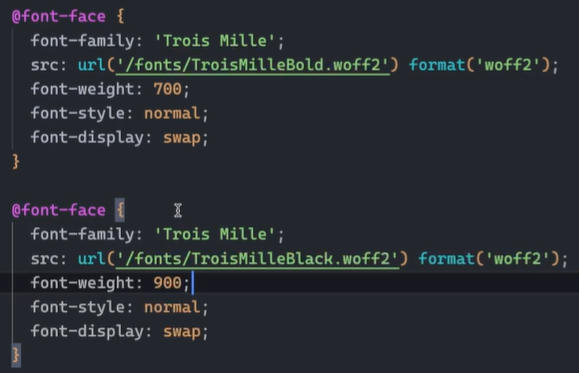 @font-face {
  font-family: 'Trois Mille';
  src: url('/fonts/TroisMilleBold.woff2') format('woff2');
  font-weight: 700;
  font-style: normal;
  font-display: swap;
}

@font-face {
  font-family: 'Trois Mille';
  src: url('/fonts/TroisMilleBlack.woff2') format('woff2');
  font-weight: 900;
  font-style: normal;
  font-display: swap;
}